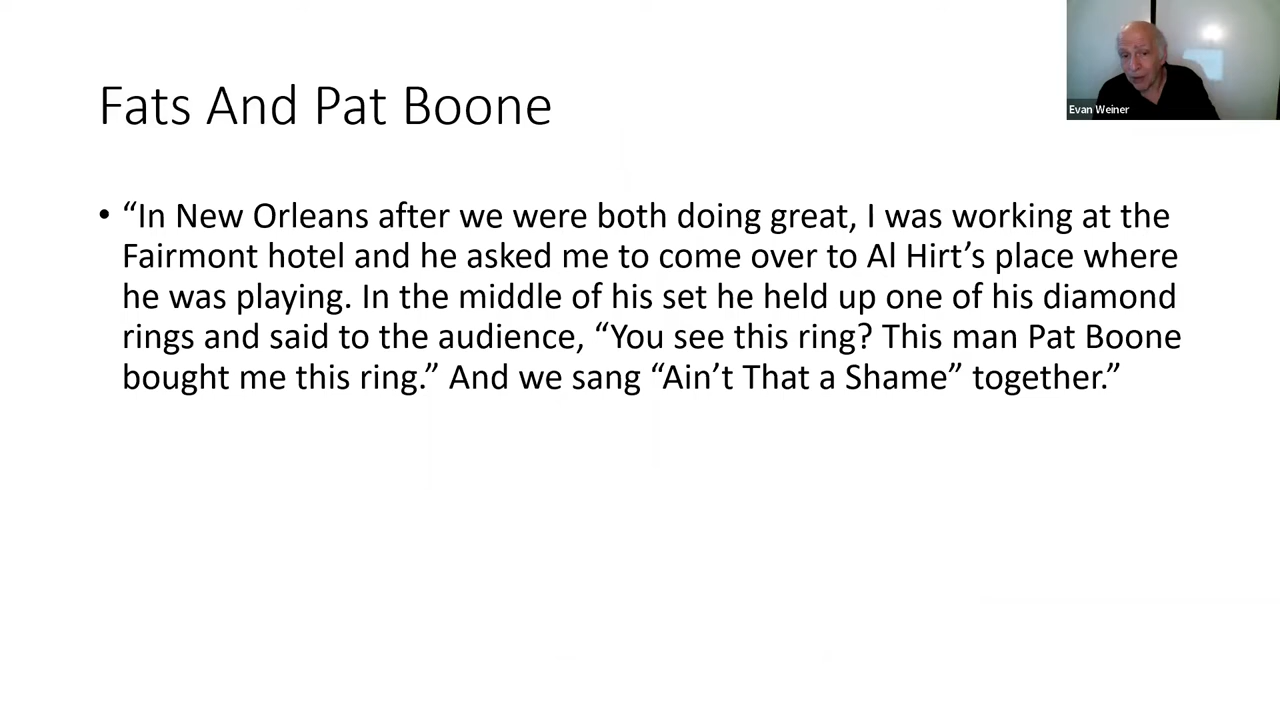 Fats And Pat Boone
Evan Weiner
• “In New Orleans after we were both doing great, I was working at the
Fairmont hotel and he asked me to come over to Al Hirt’s place where
he was playing. In the middle of his set he held up one of his diamond
rings and said to the audience, “You see this ring? This man Pat Boone
bought me this ring.” And we sang “Ain’t That a Shame” together.”